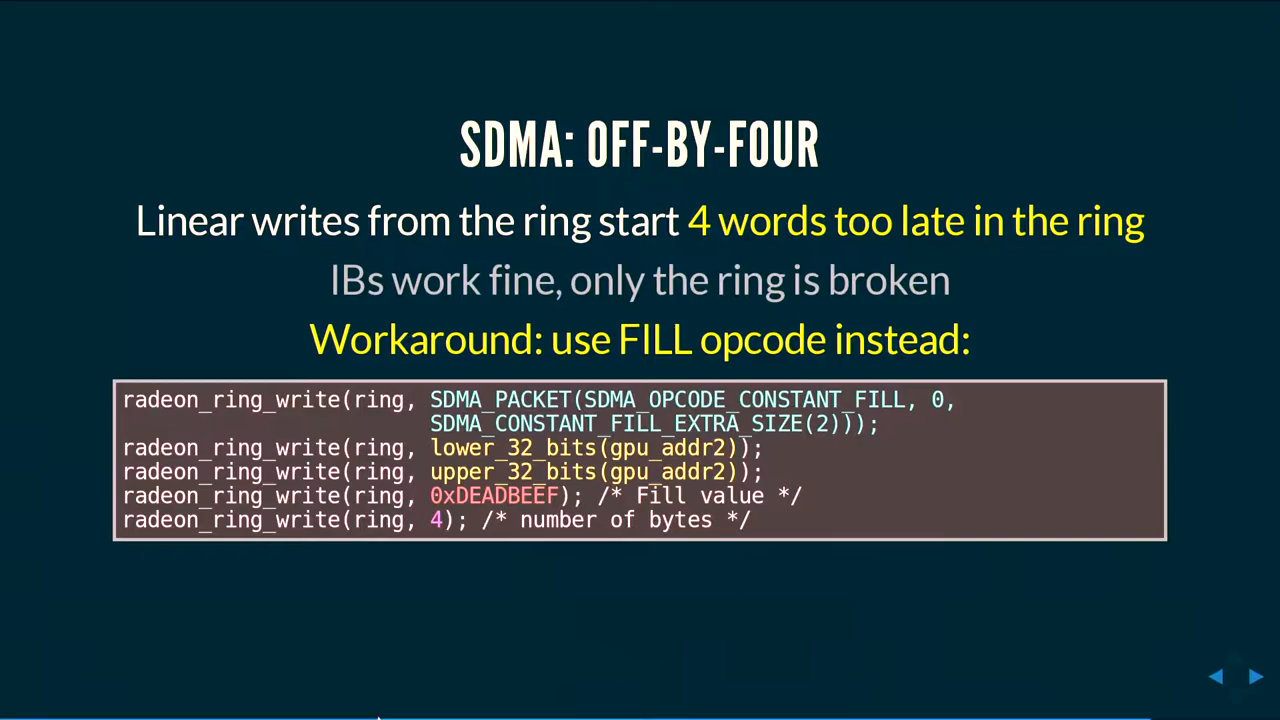 SDMA: OFF-BY-FOUR
Linear writes from the ring start 4 words too late in the ring
IBs work fine, only the ring is broken
Workaround: use FILL opcode instead:
radeon_ring_write(ring, SDMA_PACKET(SDMA_OPCODE_CONSTANT_FILL, 0,
SDMA_CONSTANT_FILL_EXTRA_SIZE(2)));
radeon_ring_write(ring, lower_32_bits(gpu_addr2));
radeon_ring_write(ring, upper_32_bits(gpu_addr2));
radeon_ring_write(ring, 0xDEADBEEF); /* Fill value */
radeon_ring_write(ring, 4); /* number of bytes */